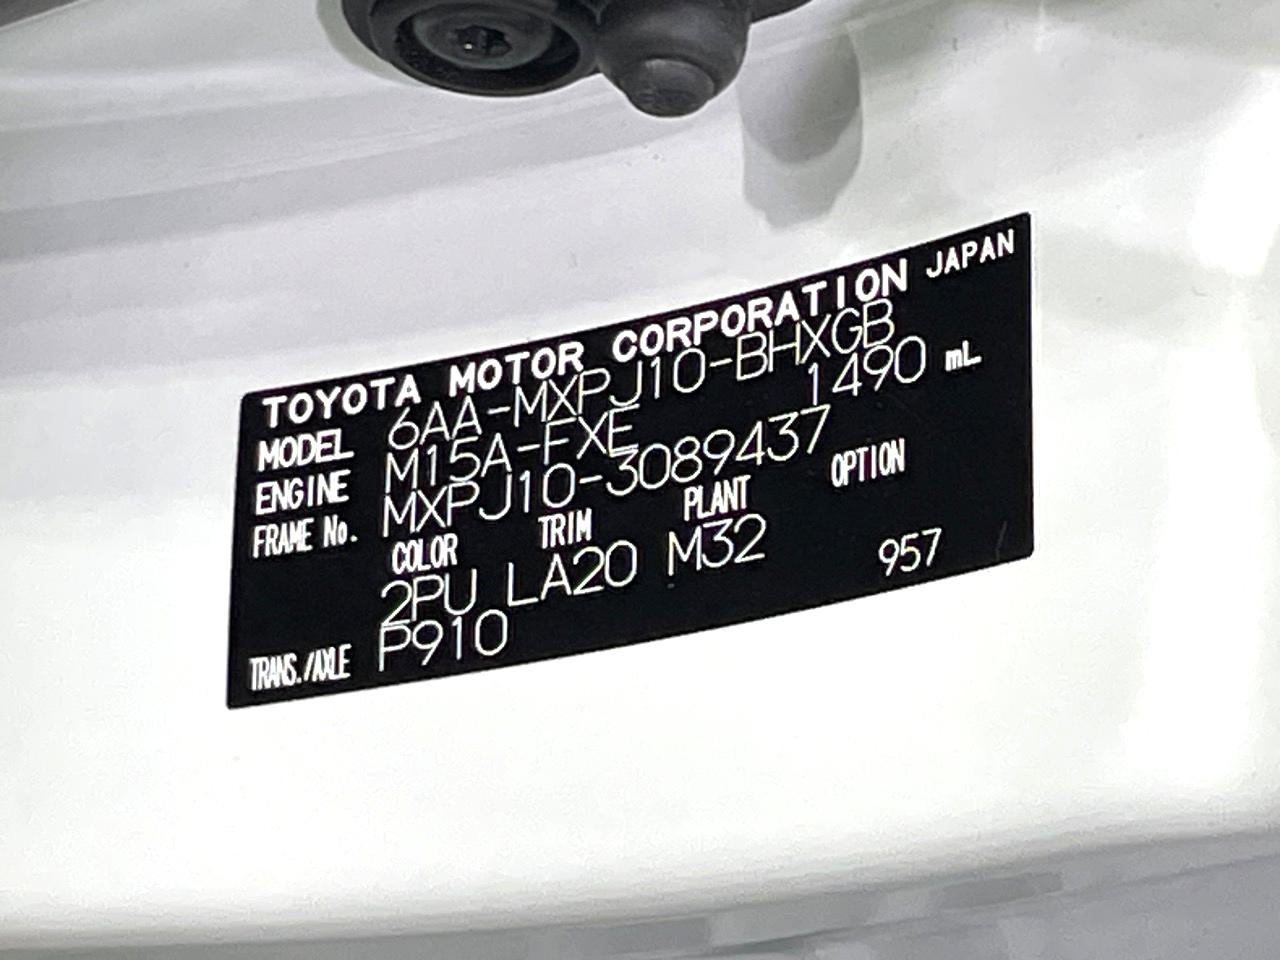 TOYOTA MOTOR CORPORATION JAPAN
MODEL 6AA-MXPJ10-BHXGB
ENGINE M15A-FXE 1490 mL
FRAME No. MXPJ10-3089437
COLOR TRIM PLANT OPTION
2PU LA20 M32 957
TRANS./AXLE P910